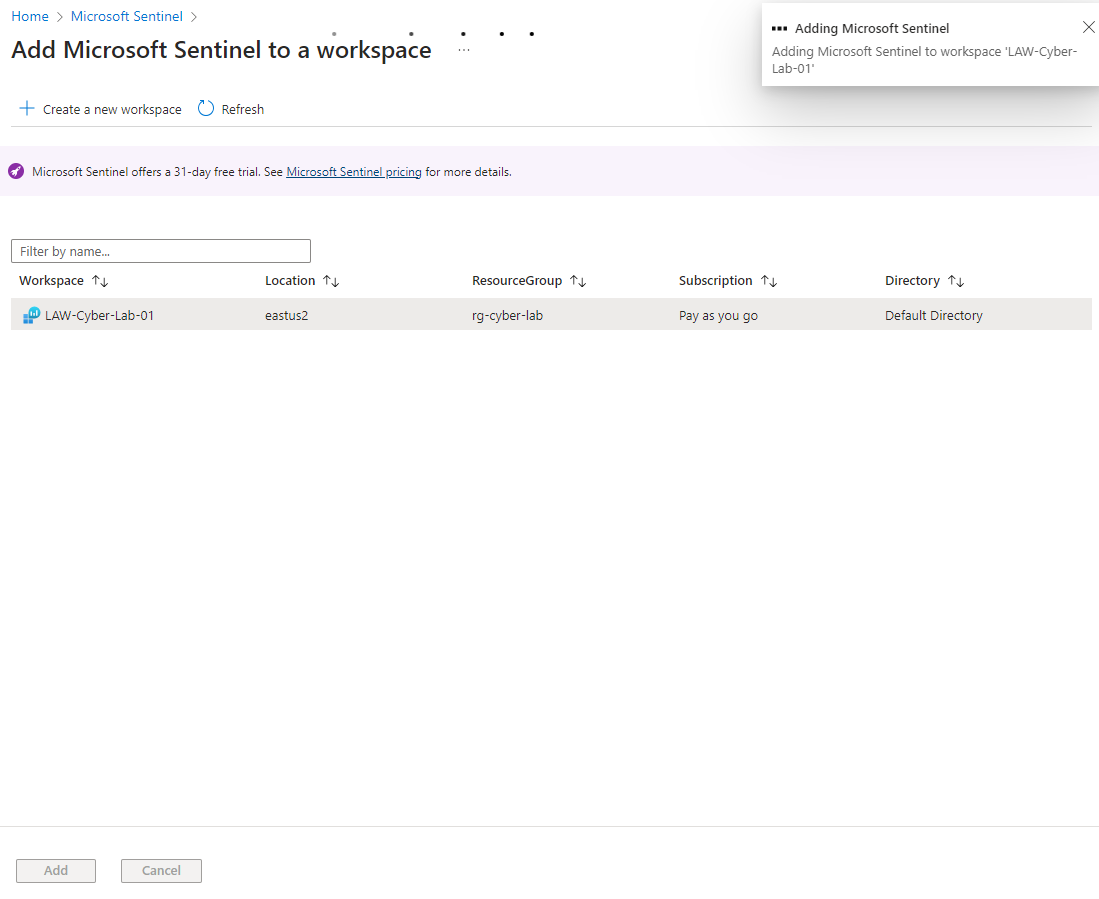 Home > Microsoft Sentinel >
Add Microsoft Sentinel to a workspace ...
Adding Microsoft Sentinel
Adding Microsoft Sentinel to workspace 'LAW-Cyber-
Lab-01'
Create a new workspace Refresh
Microsoft Sentinel offers a 31-day free trial. See Microsoft Sentinel pricing for more details.
Filter by name...
Workspace Location ResourceGroup Subscription Directory
LAW-Cyber-Lab-01 eastus2 rg-cyber-lab Pay as you go Default Directory
Add Cancel